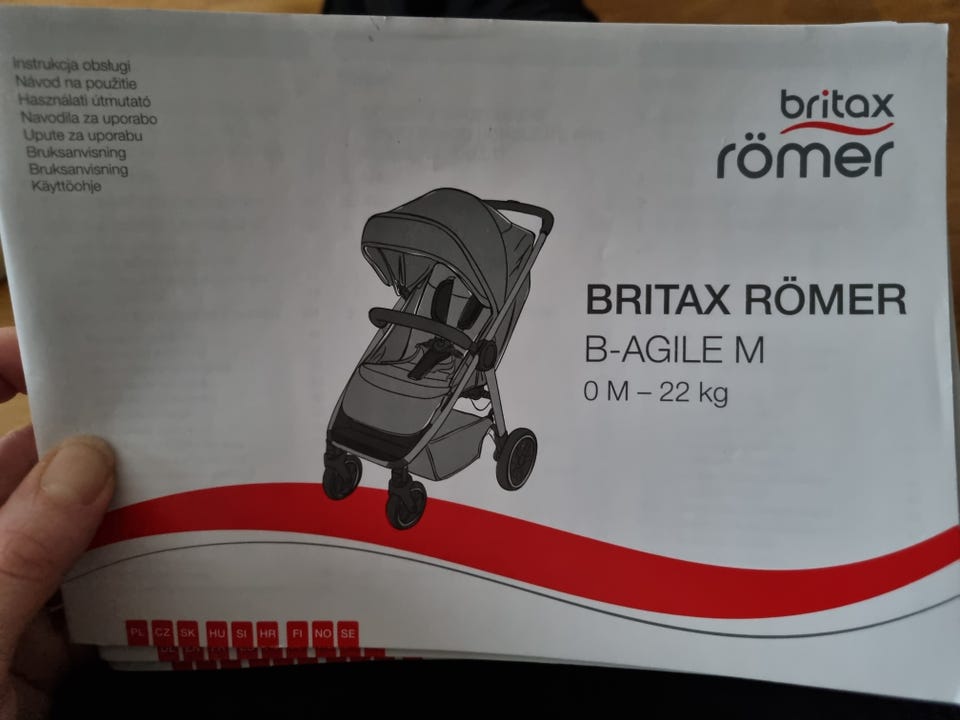 Instrukcja obsługi
Návod na použitie
Használati útmutató
Navodila za uporabo
Upute za uporabu
Bruksanvisning
Bruksanvisning
Käyttöohje
britax
römer
BRITAX RÖMER
B-AGILE M
0 M – 22 kg
PL CZ SK HU SI HR FI NO SE